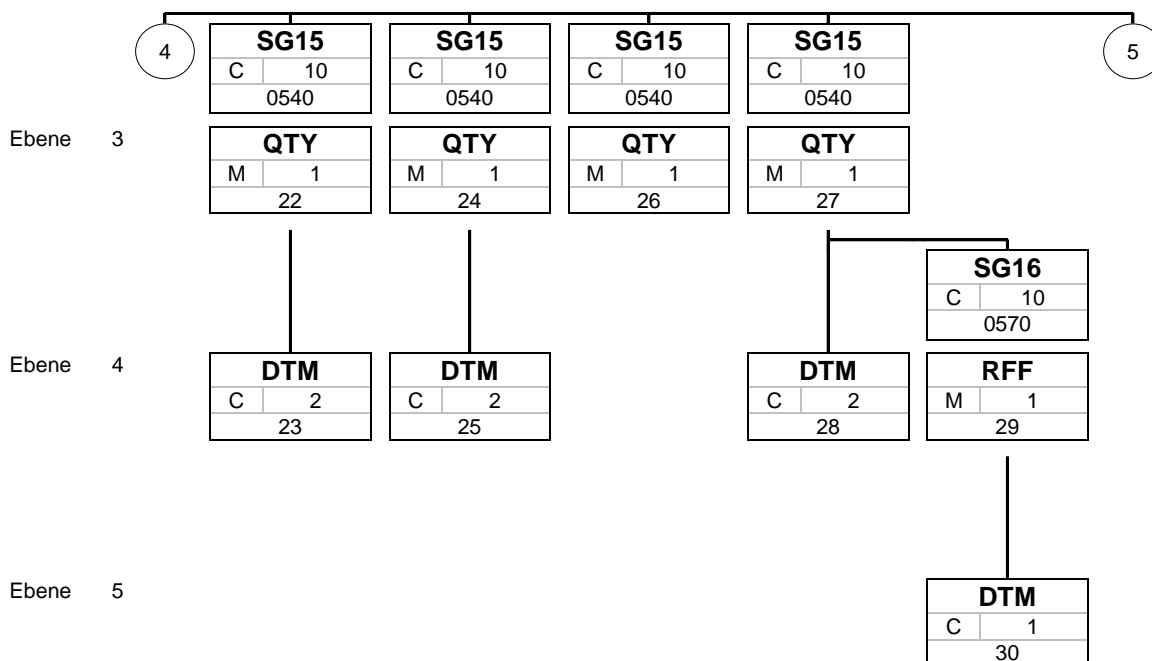 4
SG15 SG15 SG15 SG15
5
C 10 C 10 C 10 C 10
0540 0540 0540 0540
Ebene 3
QTY QTY QTY QTY
M 1 M 1 M 1 M 1
22 24 26 27
SG16
C 10
0570
Ebene 4
DTM DTM DTM RFF
C 2 C 2 C 2 M 1
23 25 28 29
Ebene 5
DTM
C 1
30